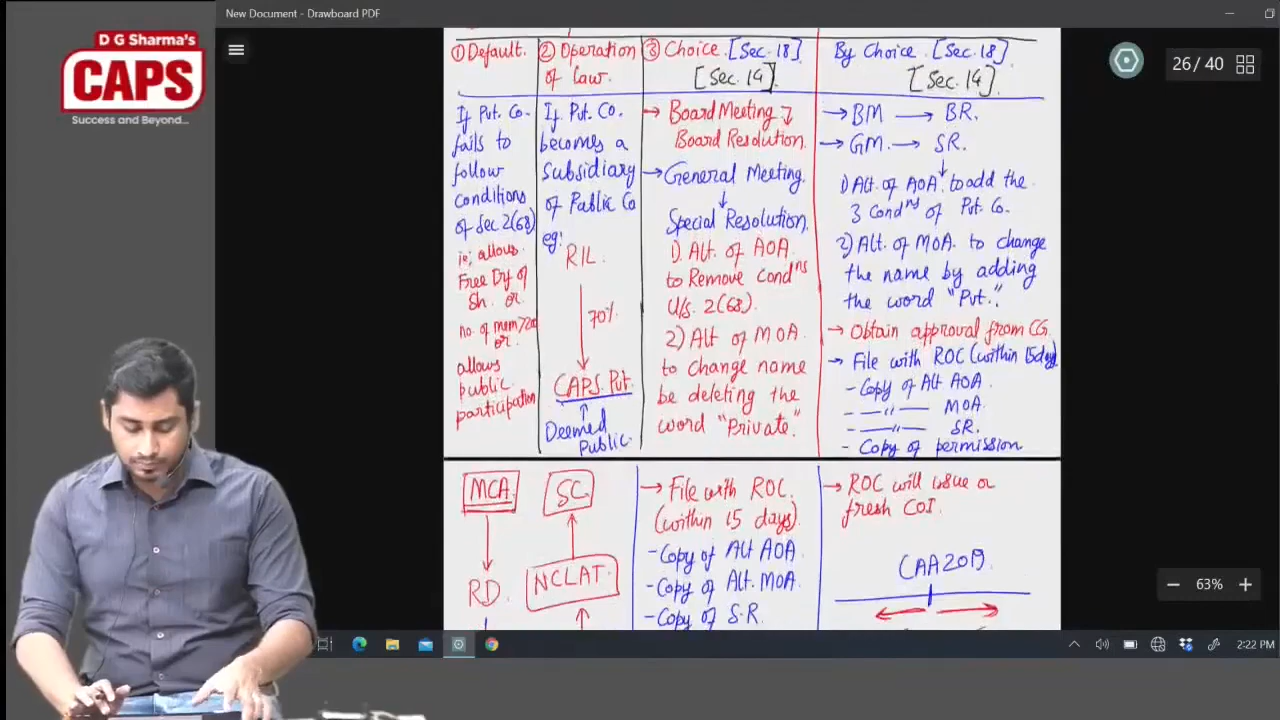 New Document - Drawboard PDF
D G Sharma's
CAPS
Success and Beyond...
26 / 40
① Default.
If Pvt. Co.
fails to
follow
conditions
of Sec 2(68)
ie; allows
Free Dy of
Sh. or
no. of mem>200
or
allows
public
participation
② Operation
of law.
If Pvt. Co.
becomes a
Subsidiary
of Public Co
eg:
RIL
70%
CAPS. Pvt.
Deemed
Public.
③ Choice [Sec. 18]
[Sec. 14].
→ Board Meeting
Board Resolution.
→ General Meeting.
Special Resolution.
1) Alt. of AOA.
to Remove Condns
U/s. 2(68).
2) Alt of MOA.
to change name
be deleting the
word "Private."
By Choice [Sec. 18]
[Sec. 14].
→ BM → BR.
→ GM. → SR.
1) Alt. of AOA. to add the
3 Condns of Pvt. Co.
2) Alt. of MOA. to change
the name by adding
the word "Pvt."
→ Obtain approval from CG
→ File with ROC (within 15 days)
- Copy of Alt AOA.
- —"— MOA.
- —"— SR.
- Copy of permission
MCA
RD.
SC
NCLAT
→ File with ROC.
(within 15 days)
- Copy of Alt AOA
- Copy of Alt. MOA
- Copy of S.R
→ ROC will issue a
fresh COI.
CAA 2019.
63%
2:22 PM